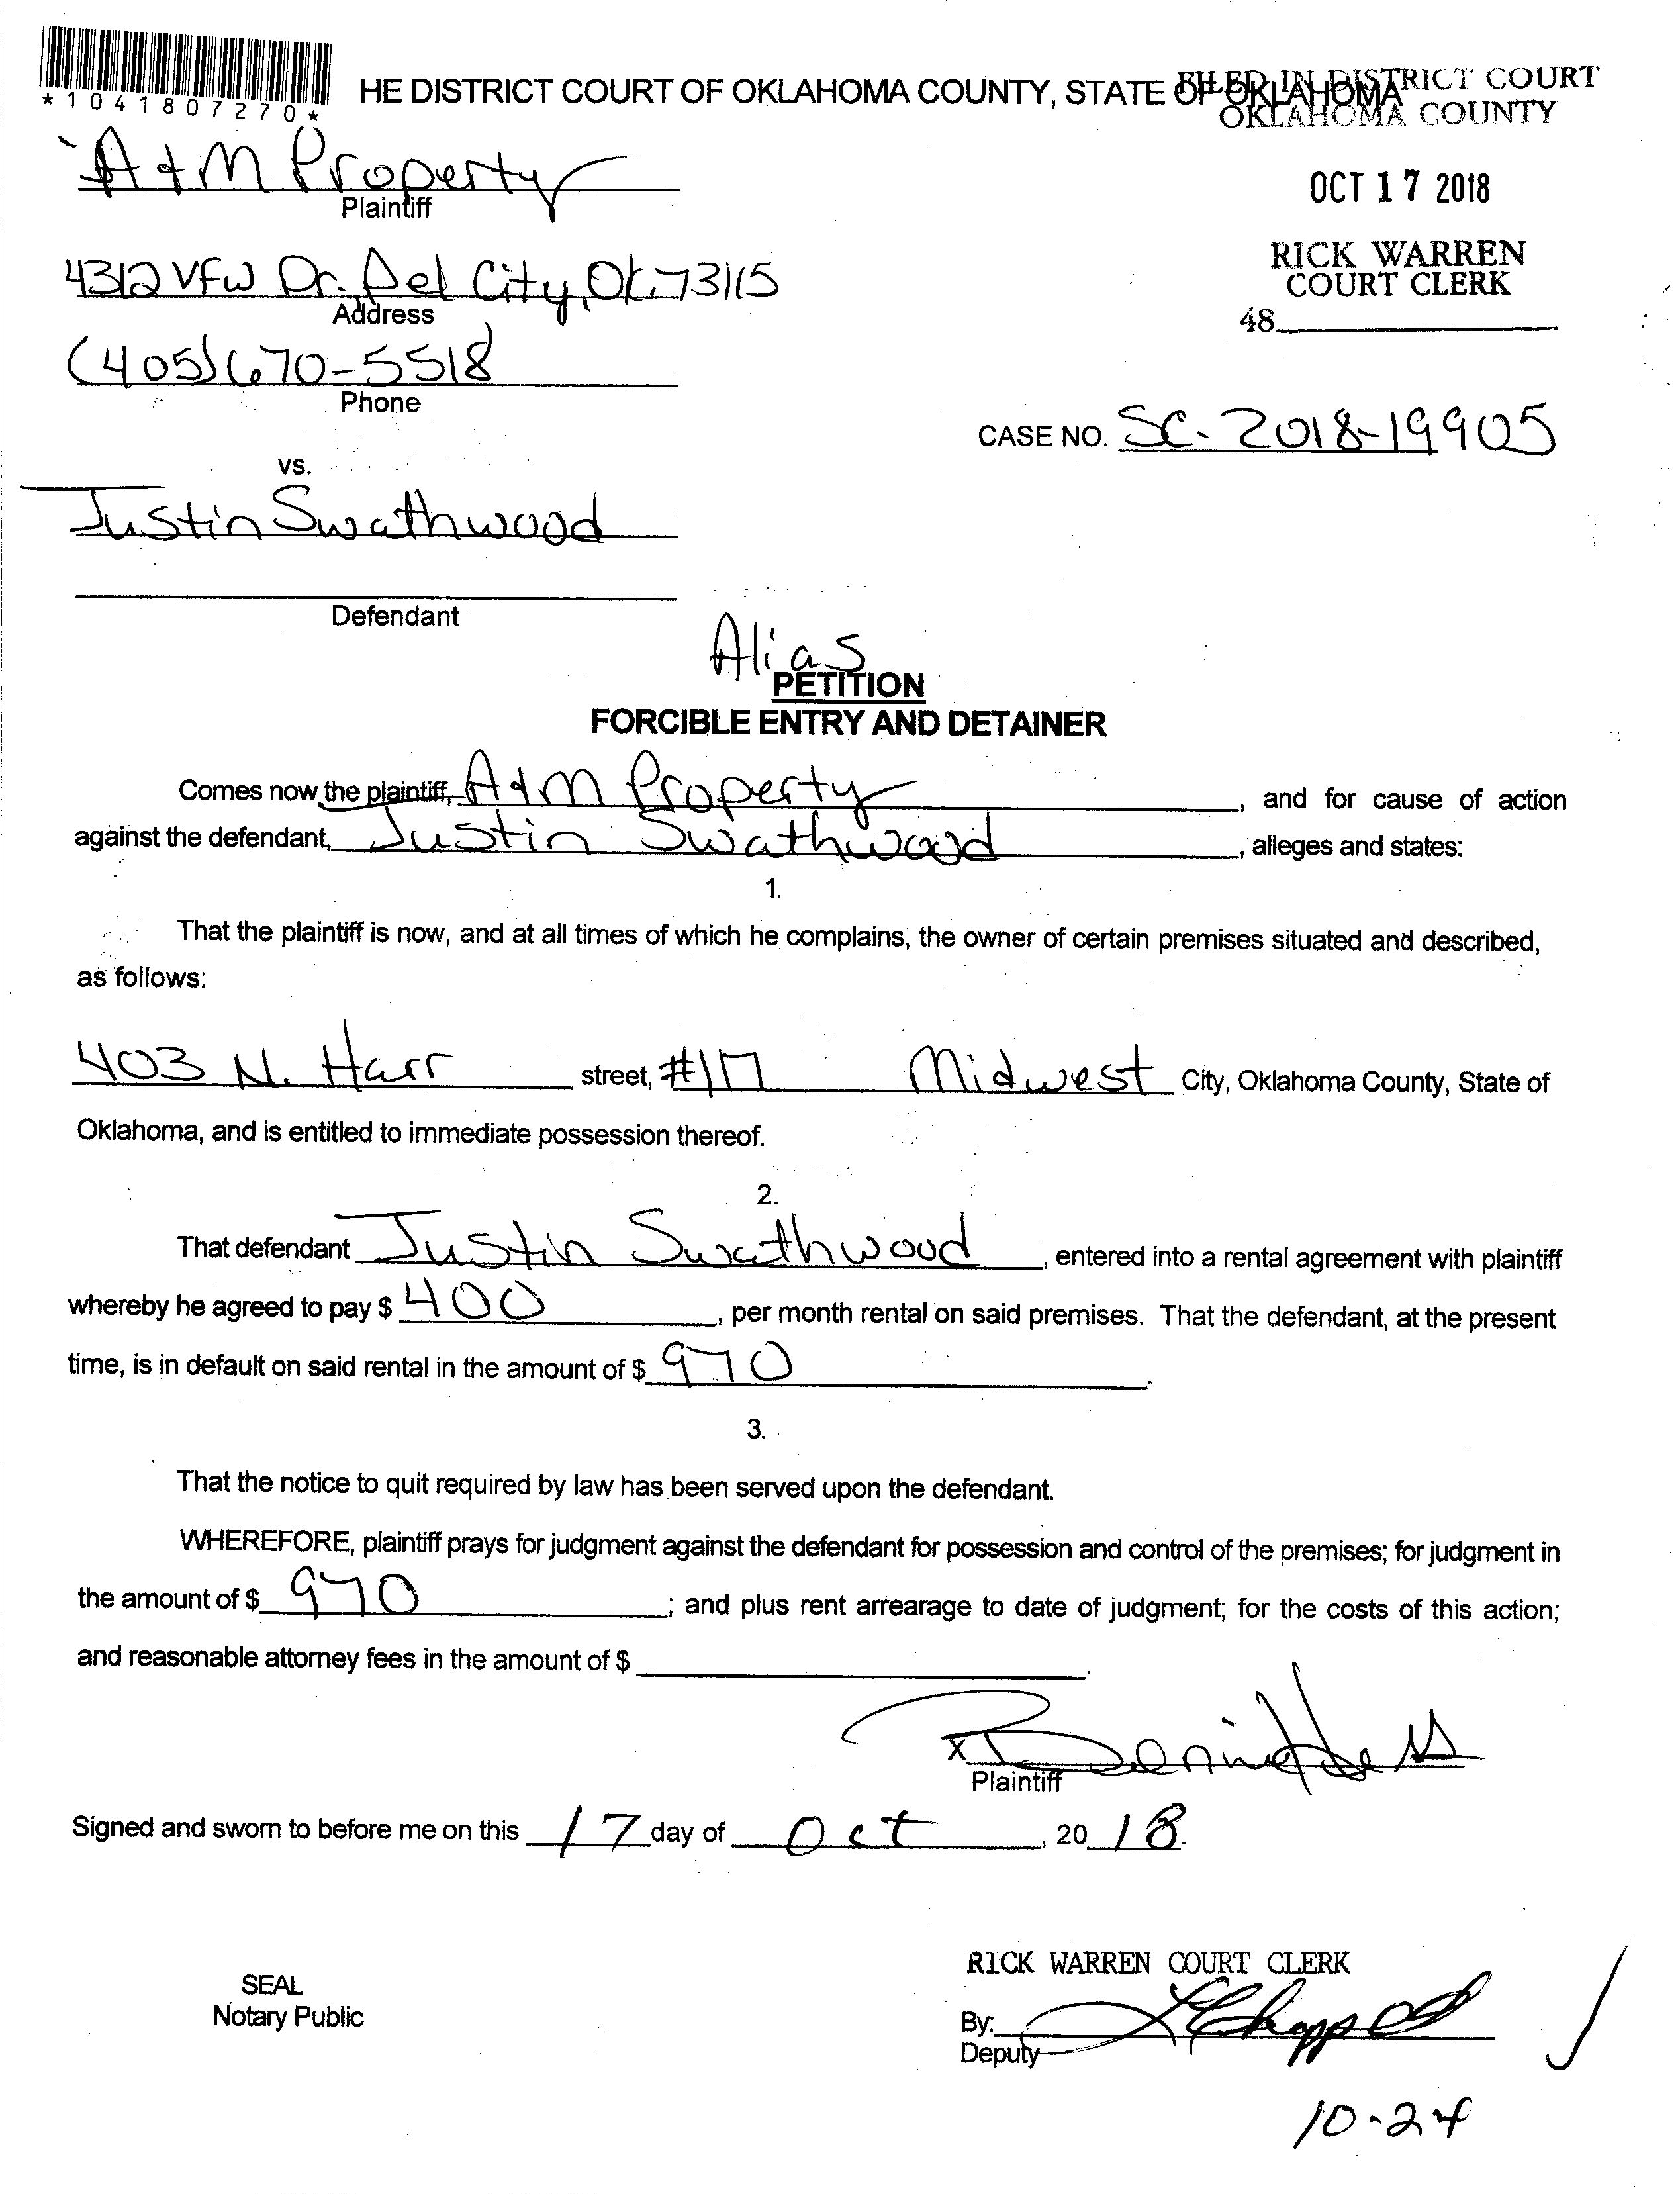 *1041807270*
HE DISTRICT COURT OF OKLAHOMA COUNTY, STATE OF OKLAHOMA
FILED IN DISTRICT COURT
OKLAHOMA COUNTY
A & M Property
Plaintiff
OCT 17 2018
4312 VFW Dr. Del City, OK. 73115
Address
RICK WARREN
COURT CLERK
48
(405) 670-5518
Phone
CASE NO. SC-2018-19905
vs.
Justin Swathwood
Defendant
Alias
PETITION
FORCIBLE ENTRY AND DETAINER
Comes now the plaintiff, A & M Property, and for cause of action
against the defendant, Justin Swathwood, alleges and states:
1.
That the plaintiff is now, and at all times of which he complains, the owner of certain premises situated and described,
as follows:
403 N. Harr street, #117 Midwest City, Oklahoma County, State of
Oklahoma, and is entitled to immediate possession thereof.
2.
That defendant Justin Swathwood, entered into a rental agreement with plaintiff
whereby he agreed to pay $ 400, per month rental on said premises. That the defendant, at the present
time, is in default on said rental in the amount of $ 970.
3.
That the notice to quit required by law has been served upon the defendant.
WHEREFORE, plaintiff prays for judgment against the defendant for possession and control of the premises; for judgment in
the amount of $ 970; and plus rent arrearage to date of judgment; for the costs of this action;
and reasonable attorney fees in the amount of $.
X
Plaintiff
Signed and sworn to before me on this 17 day of Oct, 2018.
RICK WARREN COURT CLERK
SEAL
Notary Public
By:
Deputy
10-24